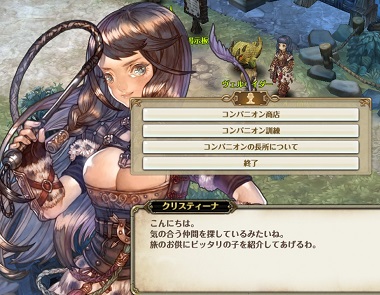 掲示板
コンパニオン商店
コンパニオン訓練
コンパニオンの長所について
終了
クリスティーナ
こんにちは。
気の合う仲間を探しているみたいね。
旅のお供にピッタリの子を紹介してあげるわ。